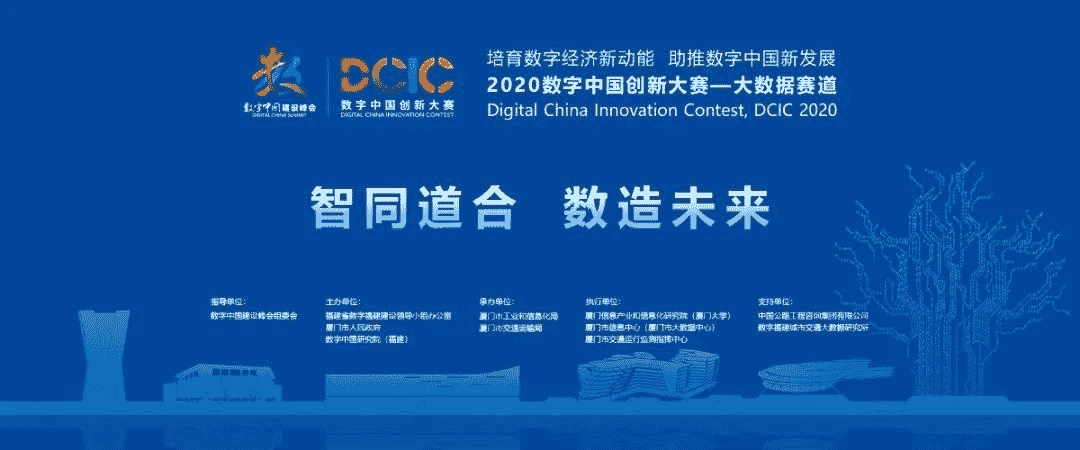 数字中国建设峰会
DIGITAL CHINA SUMMIT
DCIC
数字中国创新大赛
DIGITAL CHINA INNOVATION CONTEST
培育数字经济新动能 助推数字中国新发展
2020数字中国创新大赛—大数据赛道
Digital China Innovation Contest, DCIC 2020
智同道合 数造未来
指导单位：
数字中国建设峰会组委会
主办单位：
福建省数字福建建设领导小组办公室
厦门市人民政府
数字中国研究院（福建）
承办单位：
厦门市工业和信息化局
厦门市交通运输局
执行单位：
厦门信息产业和信息化研究院（厦门大学）
厦门市信息中心（厦门市大数据中心）
厦门市交通运行监测指挥中心
支持单位：
中国公路工程咨询集团有限公司
数字福建城市交通大数据研究所